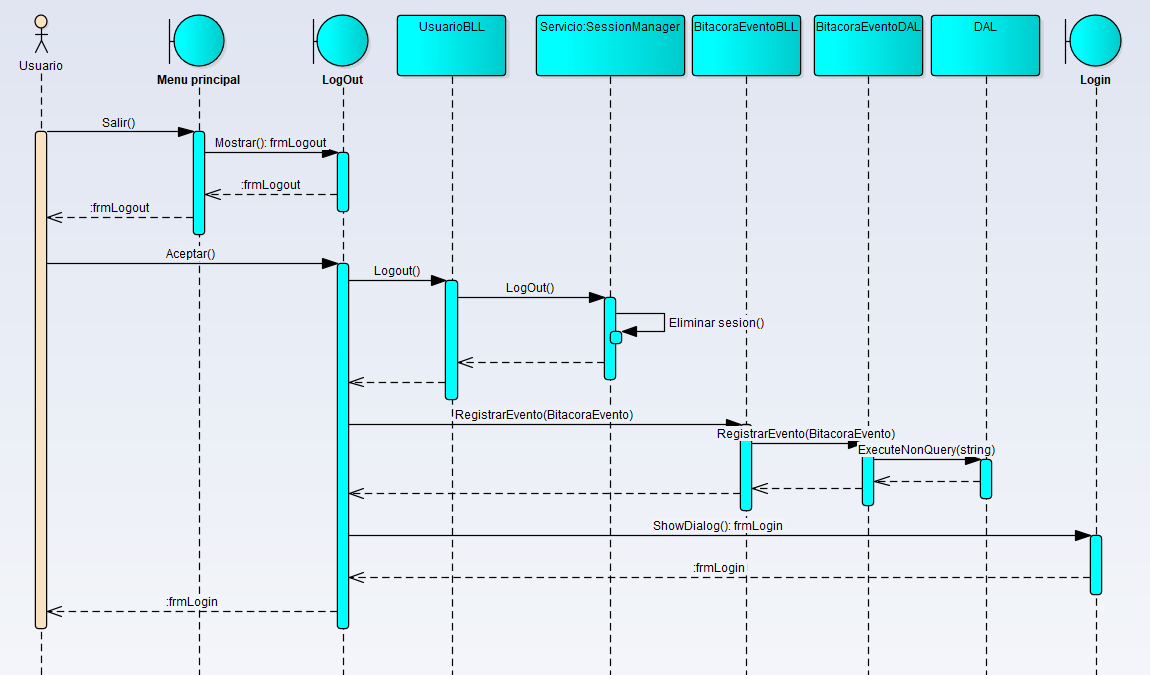 UsuarioBLL
Servicio:SessionManager
BitacoraEventoBLL
BitacoraEventoDAL
DAL
Usuario
Menu principal
LogOut
Login
Salir()
Mostrar(): frmLogout
:frmLogout
:frmLogout
Aceptar()
Logout()
LogOut()
Eliminar sesion()
RegistrarEvento(BitacoraEvento)
RegistrarEvento(BitacoraEvento)
ExecuteNonQuery(string)
ShowDialog(): frmLogin
:frmLogin
:frmLogin